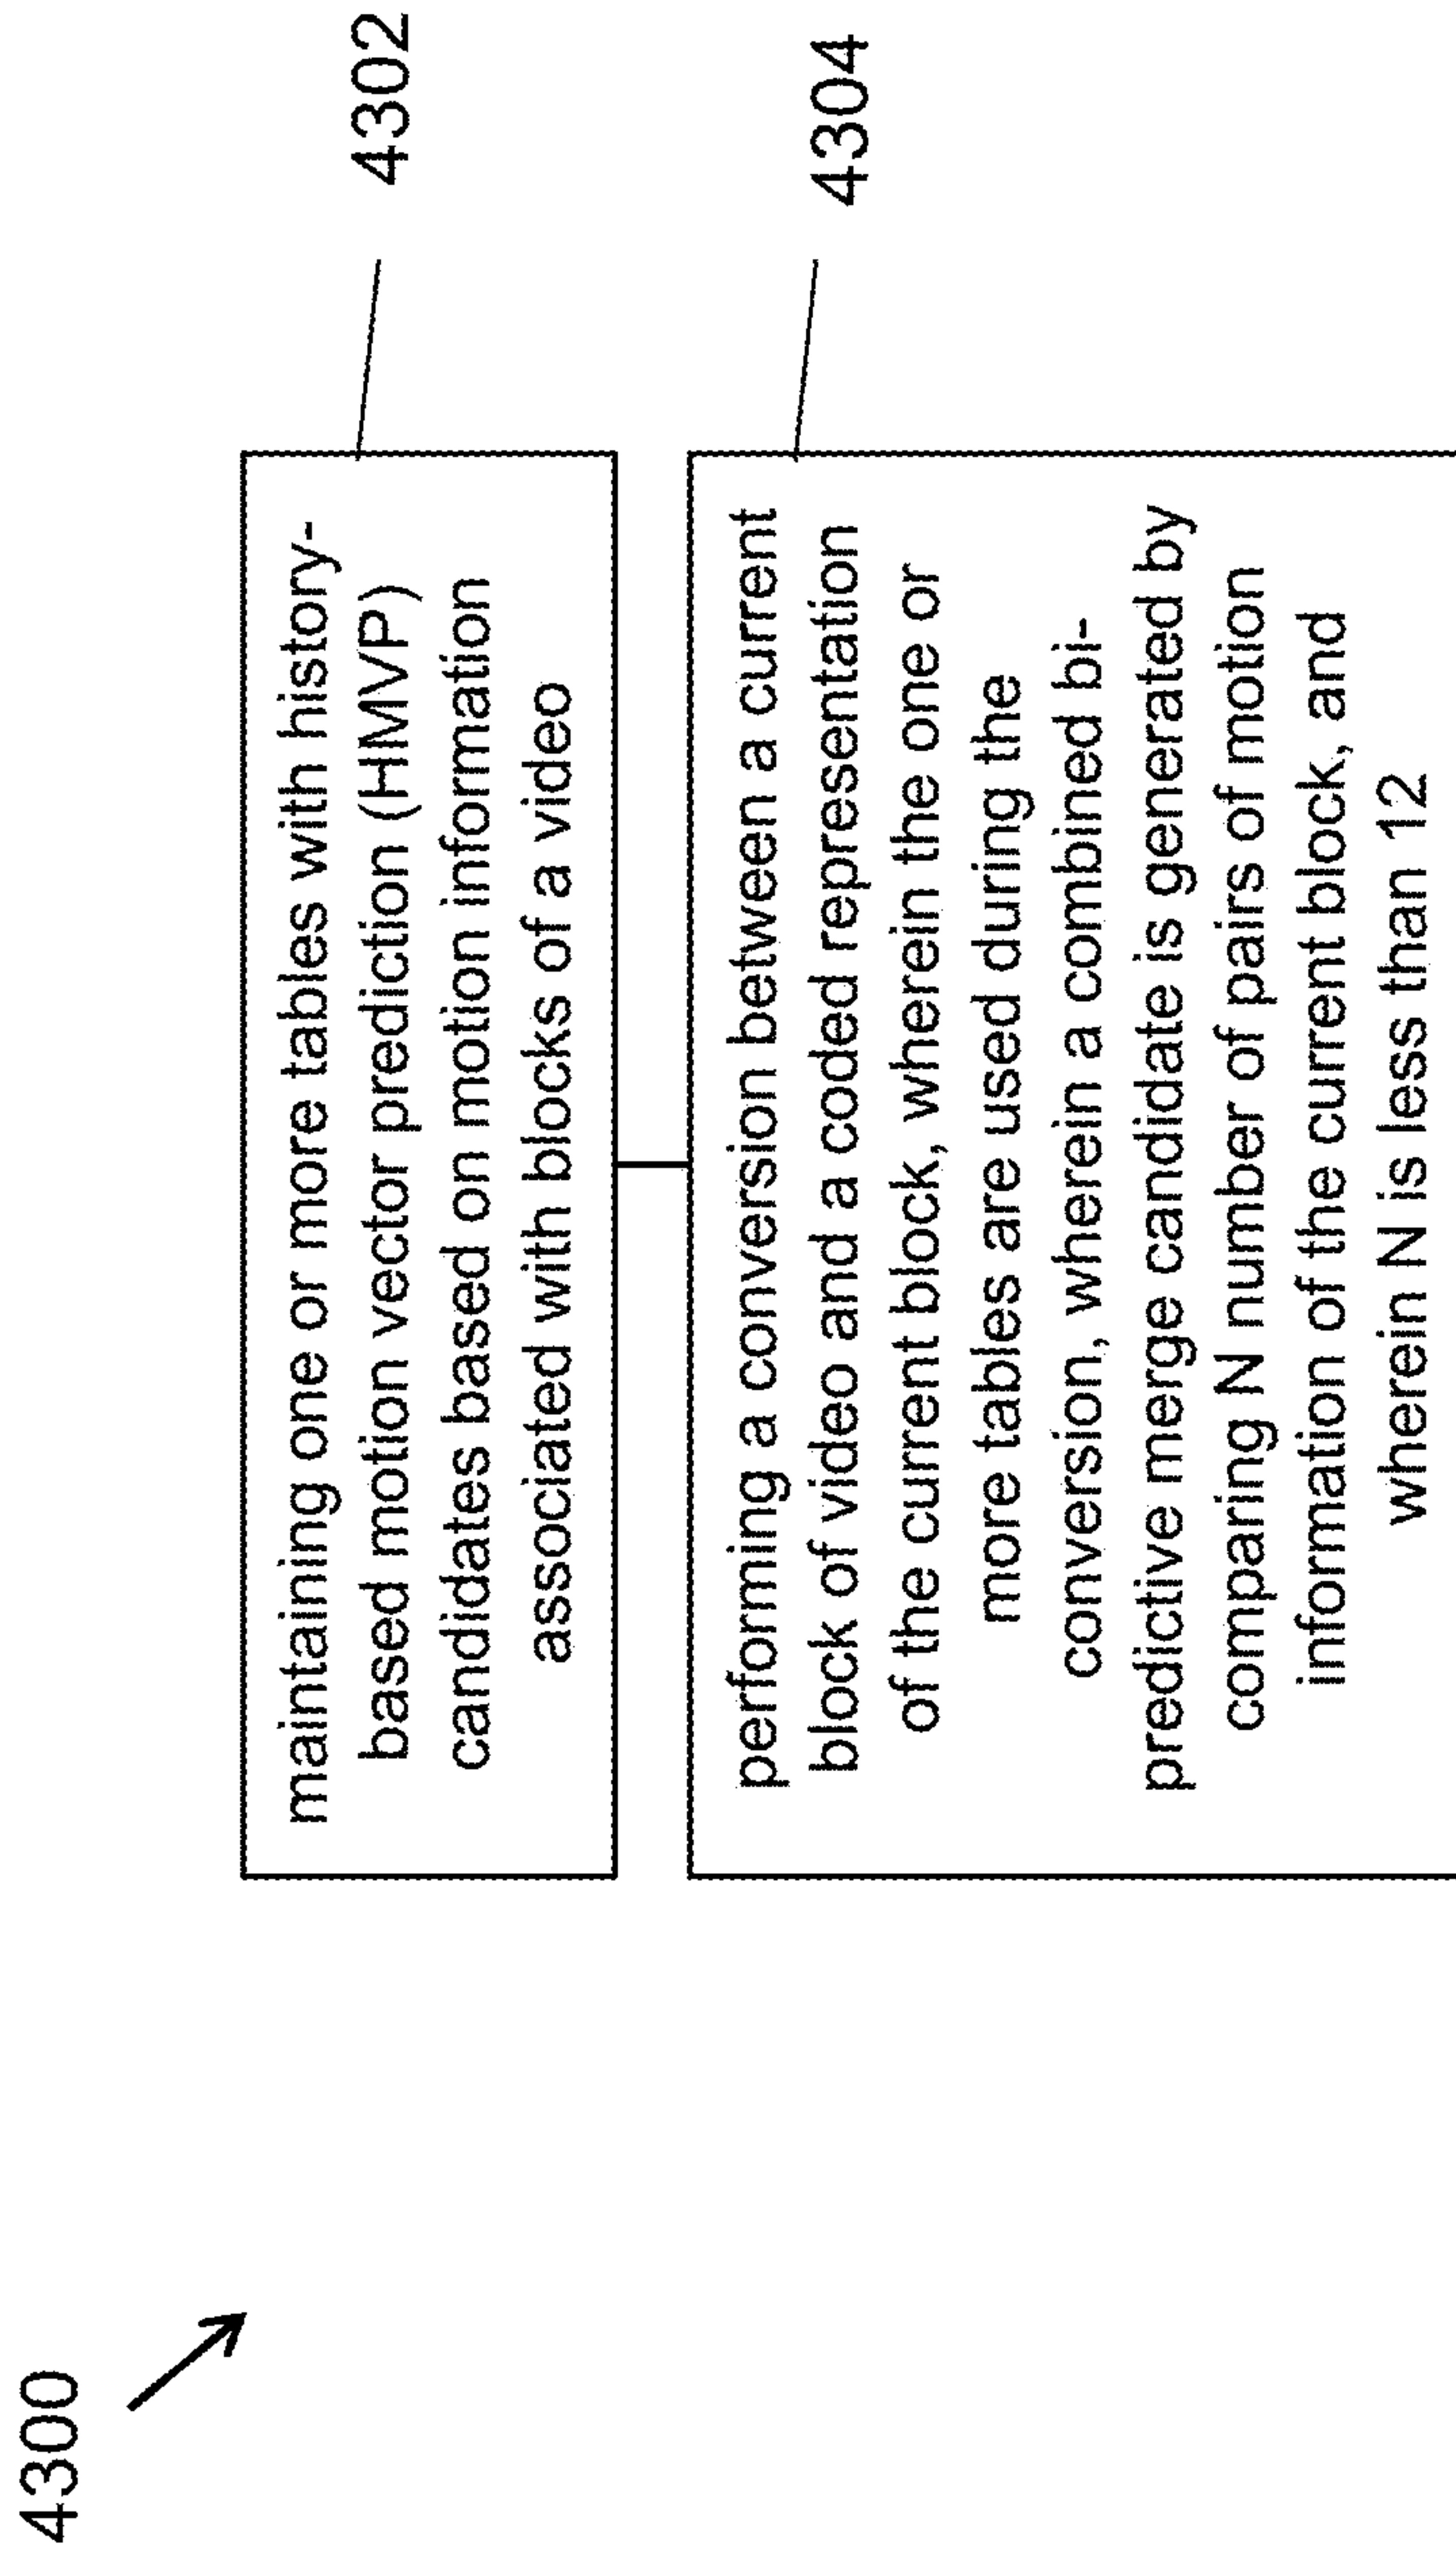 4300
maintaining one or more tables with history-
based motion vector prediction (HMVP)
candidates based on motion information
associated with blocks of a video
4302
performing a conversion between a current
block of video and a coded representation
of the current block, wherein the one or
more tables are used during the
conversion, wherein a combined bi-
predictive merge candidate is generated by
comparing N number of pairs of motion
information of the current block, and
wherein N is less than 12
4304